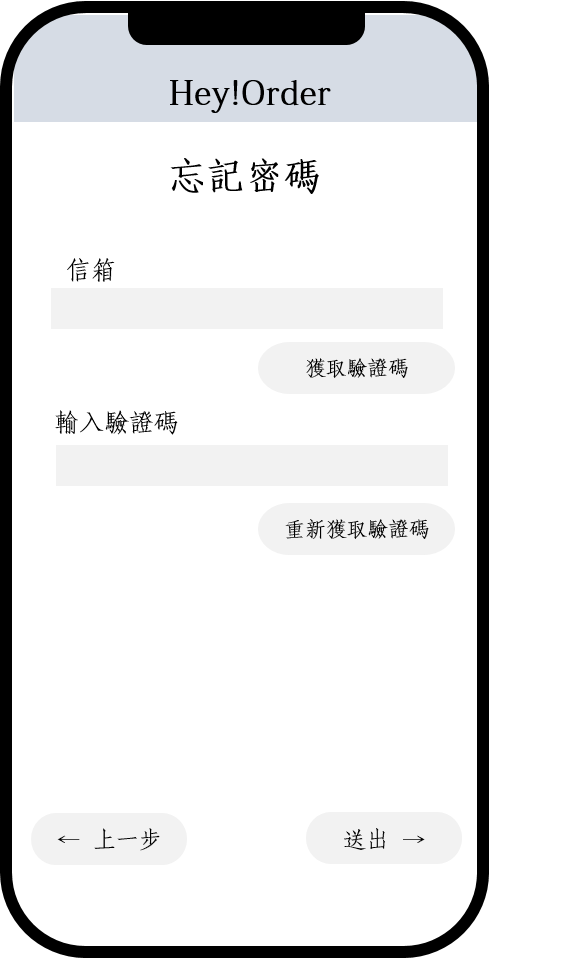 Hey!Order
忘記密碼
信箱
獲取驗證碼
輸入驗證碼
重新獲取驗證碼
← 上一步
送出 →